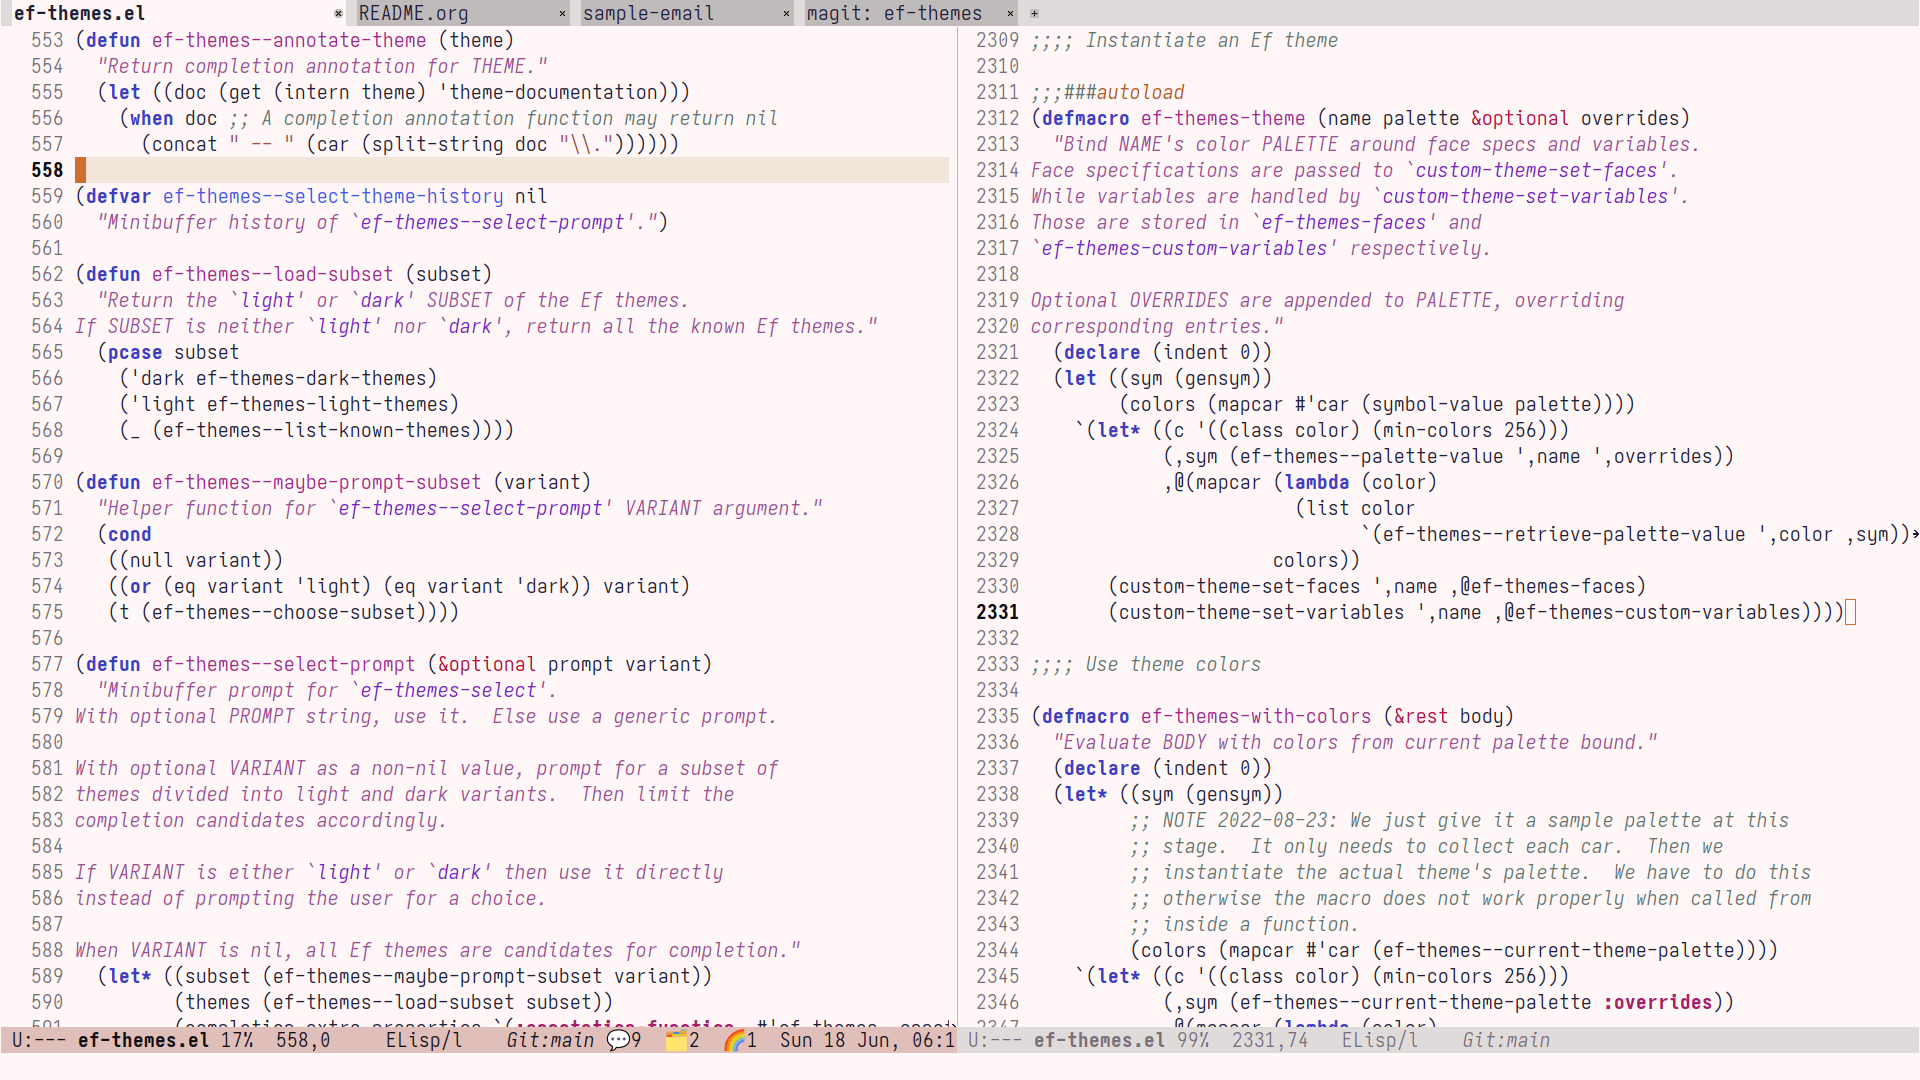 ef-themes.el README.org sample-email magit: ef-themes
553 (defun ef-themes--annotate-theme (theme)
554   "Return completion annotation for THEME."
555   (let ((doc (get (intern theme) 'theme-documentation)))
556     (when doc ;; A completion annotation function may return nil
557       (concat " -- " (car (split-string doc "\\."))))))
558
559 (defvar ef-themes--select-theme-history nil
560   "Minibuffer history of `ef-themes--select-prompt'.")
561
562 (defun ef-themes--load-subset (subset)
563   "Return the `light' or `dark' SUBSET of the Ef themes.
564 If SUBSET is neither `light' nor `dark', return all the known Ef themes."
565   (pcase subset
566     ('dark ef-themes-dark-themes)
567     ('light ef-themes-light-themes)
568     (_ (ef-themes--list-known-themes))))
569
570 (defun ef-themes--maybe-prompt-subset (variant)
571   "Helper function for `ef-themes--select-prompt' VARIANT argument."
572   (cond
573    ((null variant))
574    ((or (eq variant 'light) (eq variant 'dark)) variant)
575    (t (ef-themes--choose-subset))))
576
577 (defun ef-themes--select-prompt (&optional prompt variant)
578   "Minibuffer prompt for `ef-themes-select'.
579 With optional PROMPT string, use it.  Else use a generic prompt.
580
581 With optional VARIANT as a non-nil value, prompt for a subset of
582 themes divided into light and dark variants.  Then limit the
583 completion candidates accordingly.
584
585 If VARIANT is either `light' or `dark' then use it directly
586 instead of prompting the user for a choice.
587
588 When VARIANT is nil, all Ef themes are candidates for completion."
589   (let* ((subset (ef-themes--maybe-prompt-subset variant))
590          (themes (ef-themes--load-subset subset))
U:--- ef-themes.el 17% 558,0 ELisp/l Git:main 💬9 🗂️2 🌈1 Sun 18 Jun, 06:1
2309 ;;;; Instantiate an Ef theme
2310
2311 ;;;###autoload
2312 (defmacro ef-themes-theme (name palette &optional overrides)
2313   "Bind NAME's color PALETTE around face specs and variables.
2314 Face specifications are passed to `custom-theme-set-faces'.
2315 While variables are handled by `custom-theme-set-variables'.
2316 Those are stored in `ef-themes-faces' and
2317 `ef-themes-custom-variables' respectively.
2318
2319 Optional OVERRIDES are appended to PALETTE, overriding
2320 corresponding entries."
2321   (declare (indent 0))
2322   (let ((sym (gensym))
2323         (colors (mapcar #'car (symbol-value palette))))
2324     `(let* ((c '((class color) (min-colors 256)))
2325             (,sym (ef-themes--palette-value ',name ',overrides))
2326             ,@(mapcar (lambda (color)
2327                         (list color
2328                               `(ef-themes--retrieve-palette-value ',color ,sym))
2329                       colors))
2330        (custom-theme-set-faces ',name ,@ef-themes-faces)
2331        (custom-theme-set-variables ',name ,@ef-themes-custom-variables))))
2332
2333 ;;;; Use theme colors
2334
2335 (defmacro ef-themes-with-colors (&rest body)
2336   "Evaluate BODY with colors from current palette bound."
2337   (declare (indent 0))
2338   (let* ((sym (gensym))
2339          ;; NOTE 2022-08-23: We just give it a sample palette at this
2340          ;; stage.  It only needs to collect each car.  Then we
2341          ;; instantiate the actual theme's palette.  We have to do this
2342          ;; otherwise the macro does not work properly when called from
2343          ;; inside a function.
2344          (colors (mapcar #'car (ef-themes--current-theme-palette))))
2345     `(let* ((c '((class color) (min-colors 256)))
2346             (,sym (ef-themes--current-theme-palette :overrides))
2347             ,@(mapcar (lambda (color)
U:--- ef-themes.el 99% 2331,74 ELisp/l Git:main